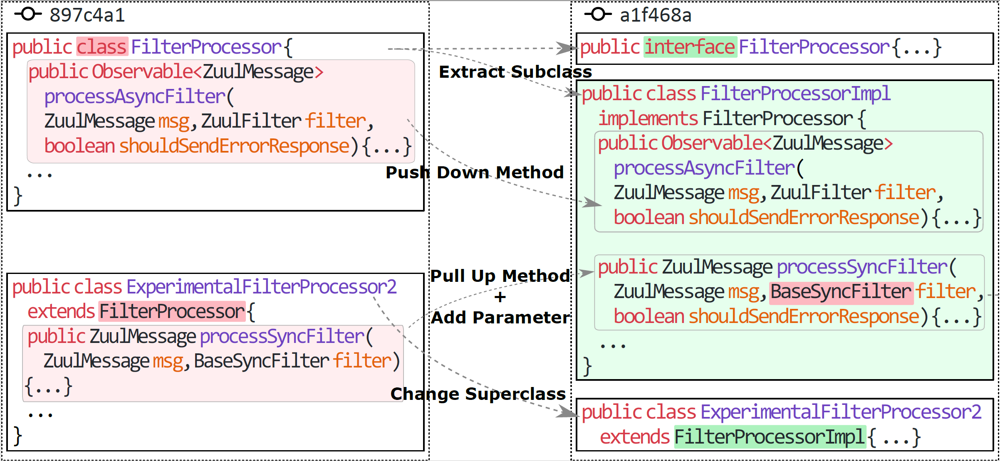 897c4a1
public class FilterProcessor{
public Observable<ZuulMessage>
processAsyncFilter(
ZuulMessage msg,ZuulFilter filter,
boolean shouldSendErrorResponse){...}
...
}
public class ExperimentalFilterProcessor2
extends FilterProcessor{
public ZuulMessage processSyncFilter(
ZuulMessage msg,BaseSyncFilter filter)
{...}
...
}
Extract Subclass
Push Down Method
Pull Up Method
+
Add Parameter
Change Superclass
a1f468a
public interface FilterProcessor{...}
public class FilterProcessorImpl
implements FilterProcessor{
public Observable<ZuulMessage>
processAsyncFilter(
ZuulMessage msg,ZuulFilter filter,
boolean shouldSendErrorResponse){...}
public ZuulMessage processSyncFilter(
ZuulMessage msg,BaseSyncFilter filter,
boolean shouldSendErrorResponse){...}
...
}
public class ExperimentalFilterProcessor2
extends FilterProcessorImpl{ ...}